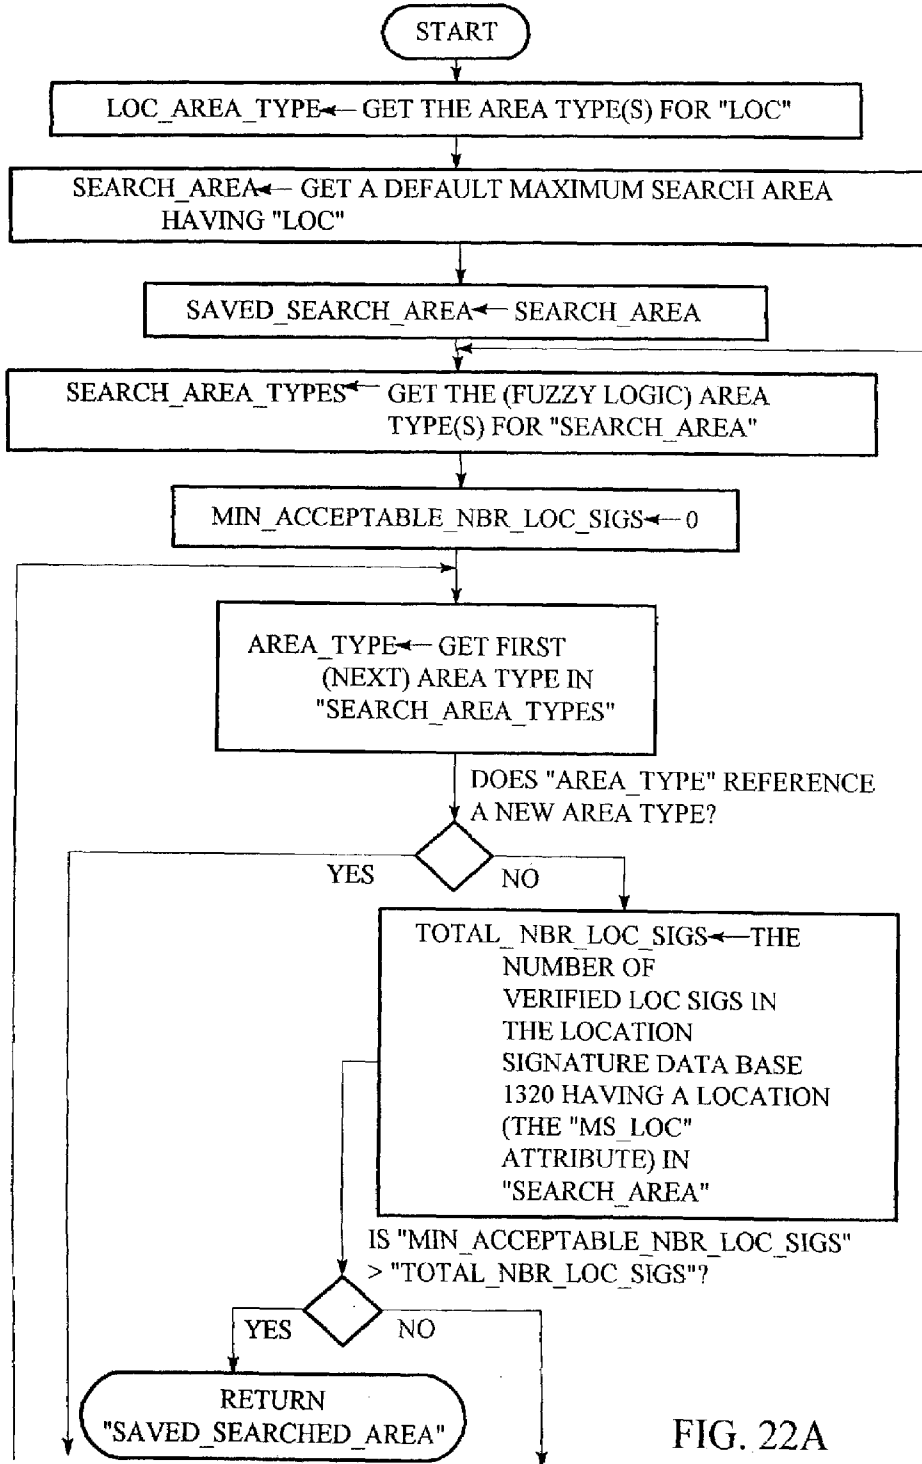 START
LOC_AREA_TYPE← GET THE AREA TYPE(S) FOR "LOC"
SEARCH_AREA← GET A DEFAULT MAXIMUM SEARCH AREA
HAVING "LOC"
SAVED_SEARCH_AREA← SEARCH_AREA
SEARCH_AREA_TYPES← GET THE (FUZZY LOGIC) AREA
TYPE(S) FOR "SEARCH_AREA"
MIN_ACCEPTABLE_NBR_LOC_SIGS← 0
AREA_TYPE← GET FIRST
(NEXT) AREA TYPE IN
"SEARCH_AREA_TYPES"
DOES "AREA_TYPE" REFERENCE
A NEW AREA TYPE?
YES
NO
TOTAL_NBR_LOC_SIGS←THE
NUMBER OF
VERIFIED LOC SIGS IN
THE LOCATION
SIGNATURE DATA BASE
1320 HAVING A LOCATION
(THE "MS_LOC"
ATTRIBUTE) IN
"SEARCH_AREA"
IS "MIN_ACCEPTABLE_NBR_LOC_SIGS"
> "TOTAL_NBR_LOC_SIGS"?
YES
NO
RETURN
"SAVED_SEARCHED_AREA"
FIG. 22A